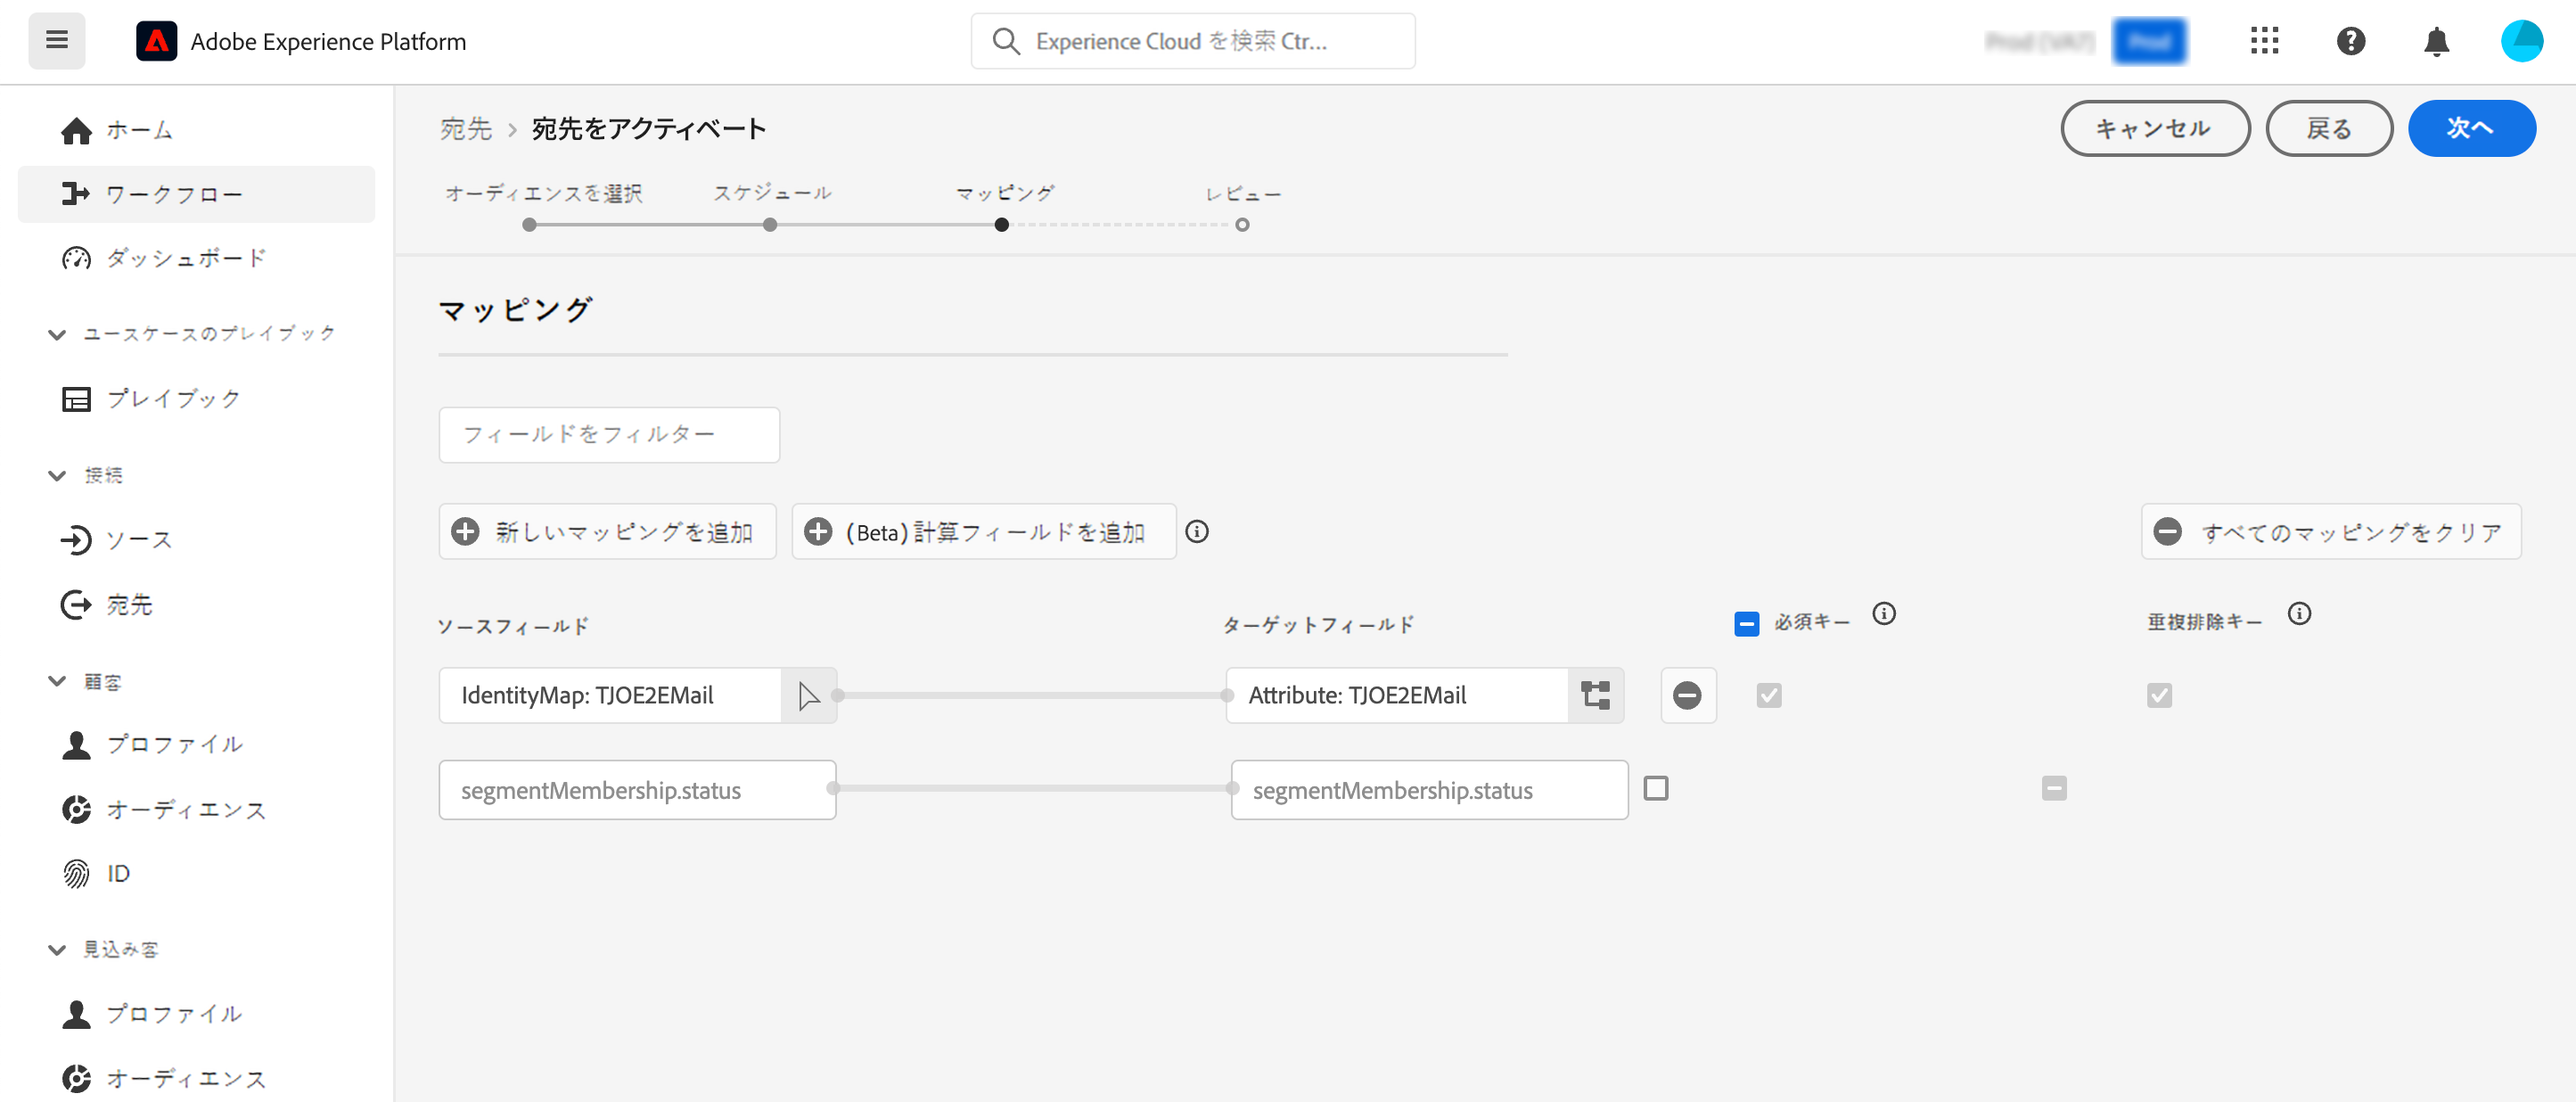 Adobe Experience Platform
Experience Cloud を検索 Ctr...
ホーム
ワークフロー
ダッシュボード
ユースケースのプレイブック
プレイブック
接続
ソース
宛先
顧客
プロファイル
オーディエンス
ID
見込み客
プロファイル
オーディエンス
宛先 › 宛先をアクティベート
キャンセル
戻る
次へ
オーディエンスを選択
スケジュール
マッピング
レビュー
マッピング
フィールドをフィルター
新しいマッピングを追加
(Beta) 計算フィールドを追加
すべてのマッピングをクリア
ソースフィールド
ターゲットフィールド
必須キー
重複排除キー
IdentityMap: TJOE2EMail
Attribute: TJOE2EMail
segmentMembership.status
segmentMembership.status